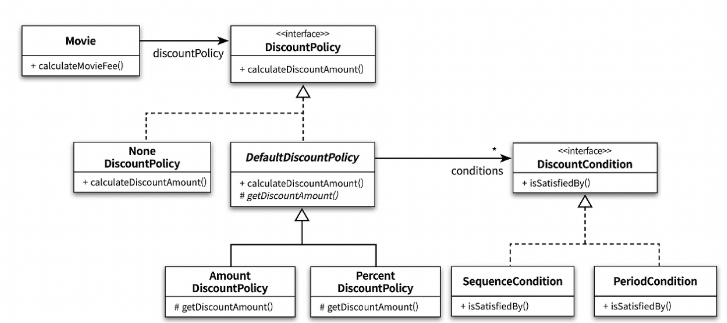 Movie
+ calculateMovieFee()
discountPolicy
<<interface>>
DiscountPolicy
+ calculateDiscountAmount()
None
DiscountPolicy
+ calculateDiscountAmount()
DefaultDiscountPolicy
+ calculateDiscountAmount()
# getDiscountAmount()
*
conditions
<<interface>>
DiscountCondition
+ isSatisfiedBy()
Amount
DiscountPolicy
# getDiscountAmount()
Percent
DiscountPolicy
# getDiscountAmount()
SequenceCondition
+ isSatisfiedBy()
PeriodCondition
+ isSatisfiedBy()